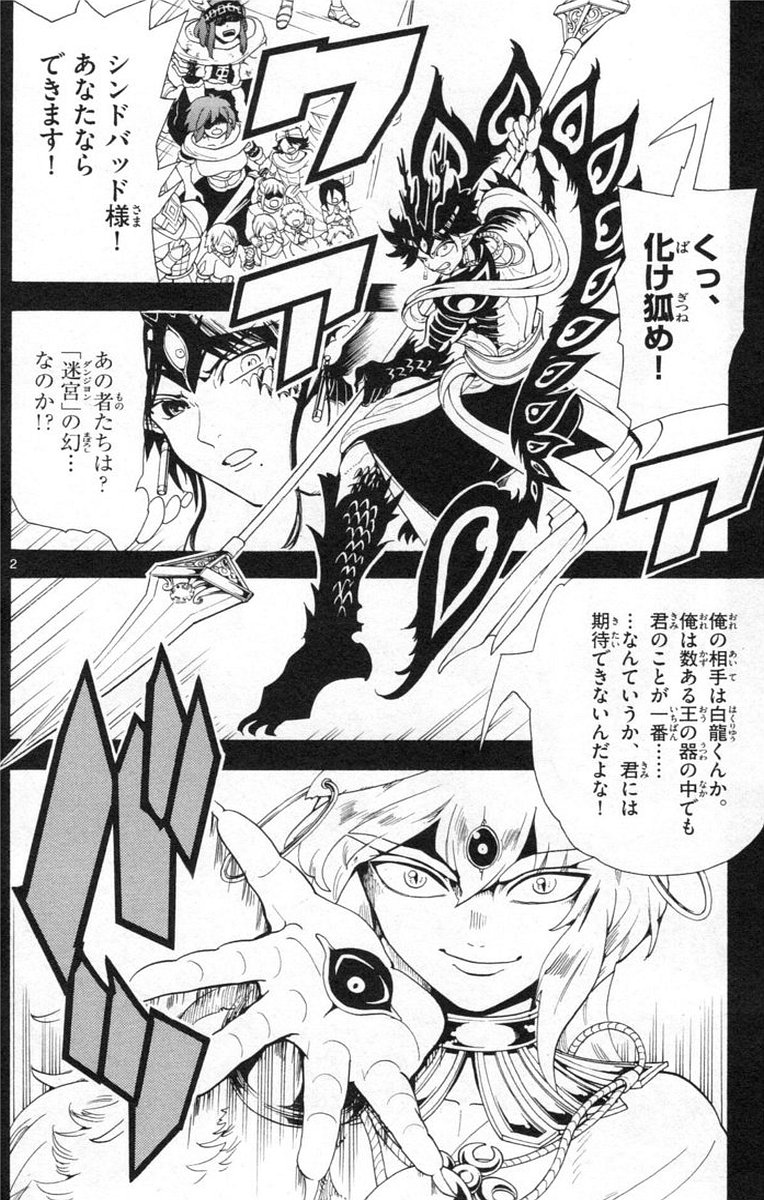 くっ、
化け狐め！
シンドバッド様！
あなたなら
できます！
ワ
ア
ア
あの者たちは？
「迷宮」の幻…
なのか!?
2
俺の相手は白龍くんか。
俺は数ある王の器の中でも
君のことが一番……
…なんていうか、君には
期待できないんだよな！
ドドド